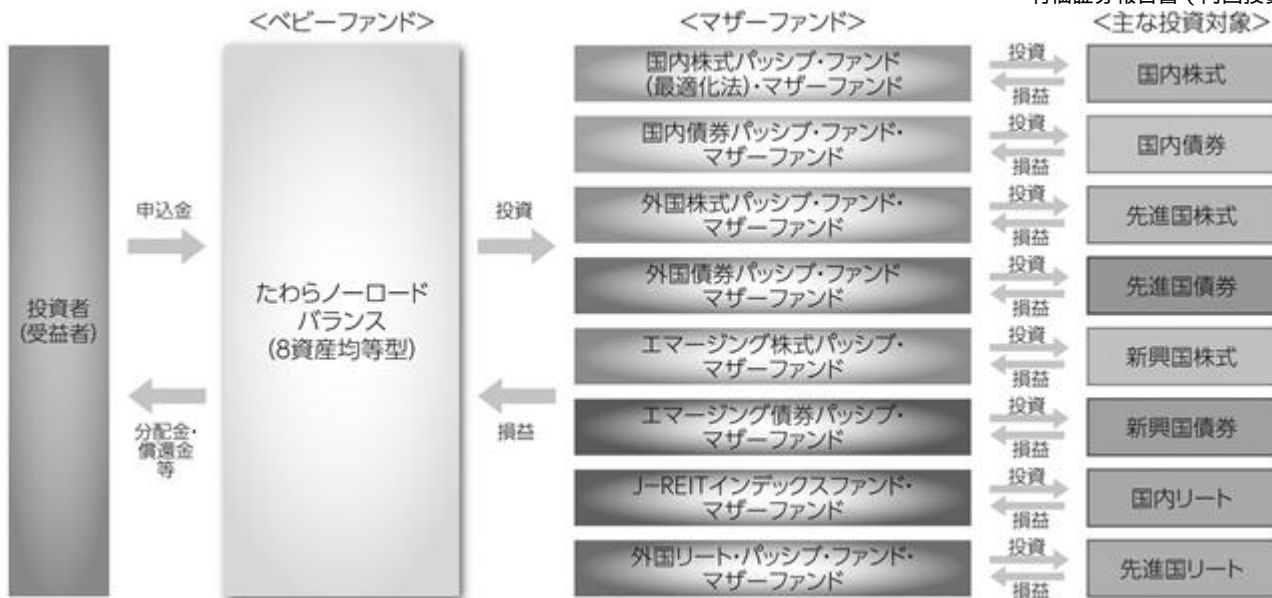 <ベビーファンド>
<マザーファンド>
<主な投資対象>
投資者
(受益者)
申込金
分配金・
償還金
等
たわらノーロード
バランス
(8資産均等型)
投資
損益
国内株式パッシブ・ファンド
(最適化法)・マザーファンド
投資
損益
国内株式
国内債券パッシブ・ファンド・
マザーファンド
投資
損益
国内債券
外国株式パッシブ・ファンド・
マザーファンド
投資
損益
先進国株式
外国債券パッシブ・ファンド
マザーファンド
投資
損益
先進国債券
エマージング株式パッシブ・
マザーファンド
投資
損益
新興国株式
エマージング債券パッシブ・
マザーファンド
投資
損益
新興国債券
J-REITインデックスファンド・
マザーファンド
投資
損益
国内リート
外国リート・パッシブ・ファンド・
マザーファンド
投資
損益
先進国リート